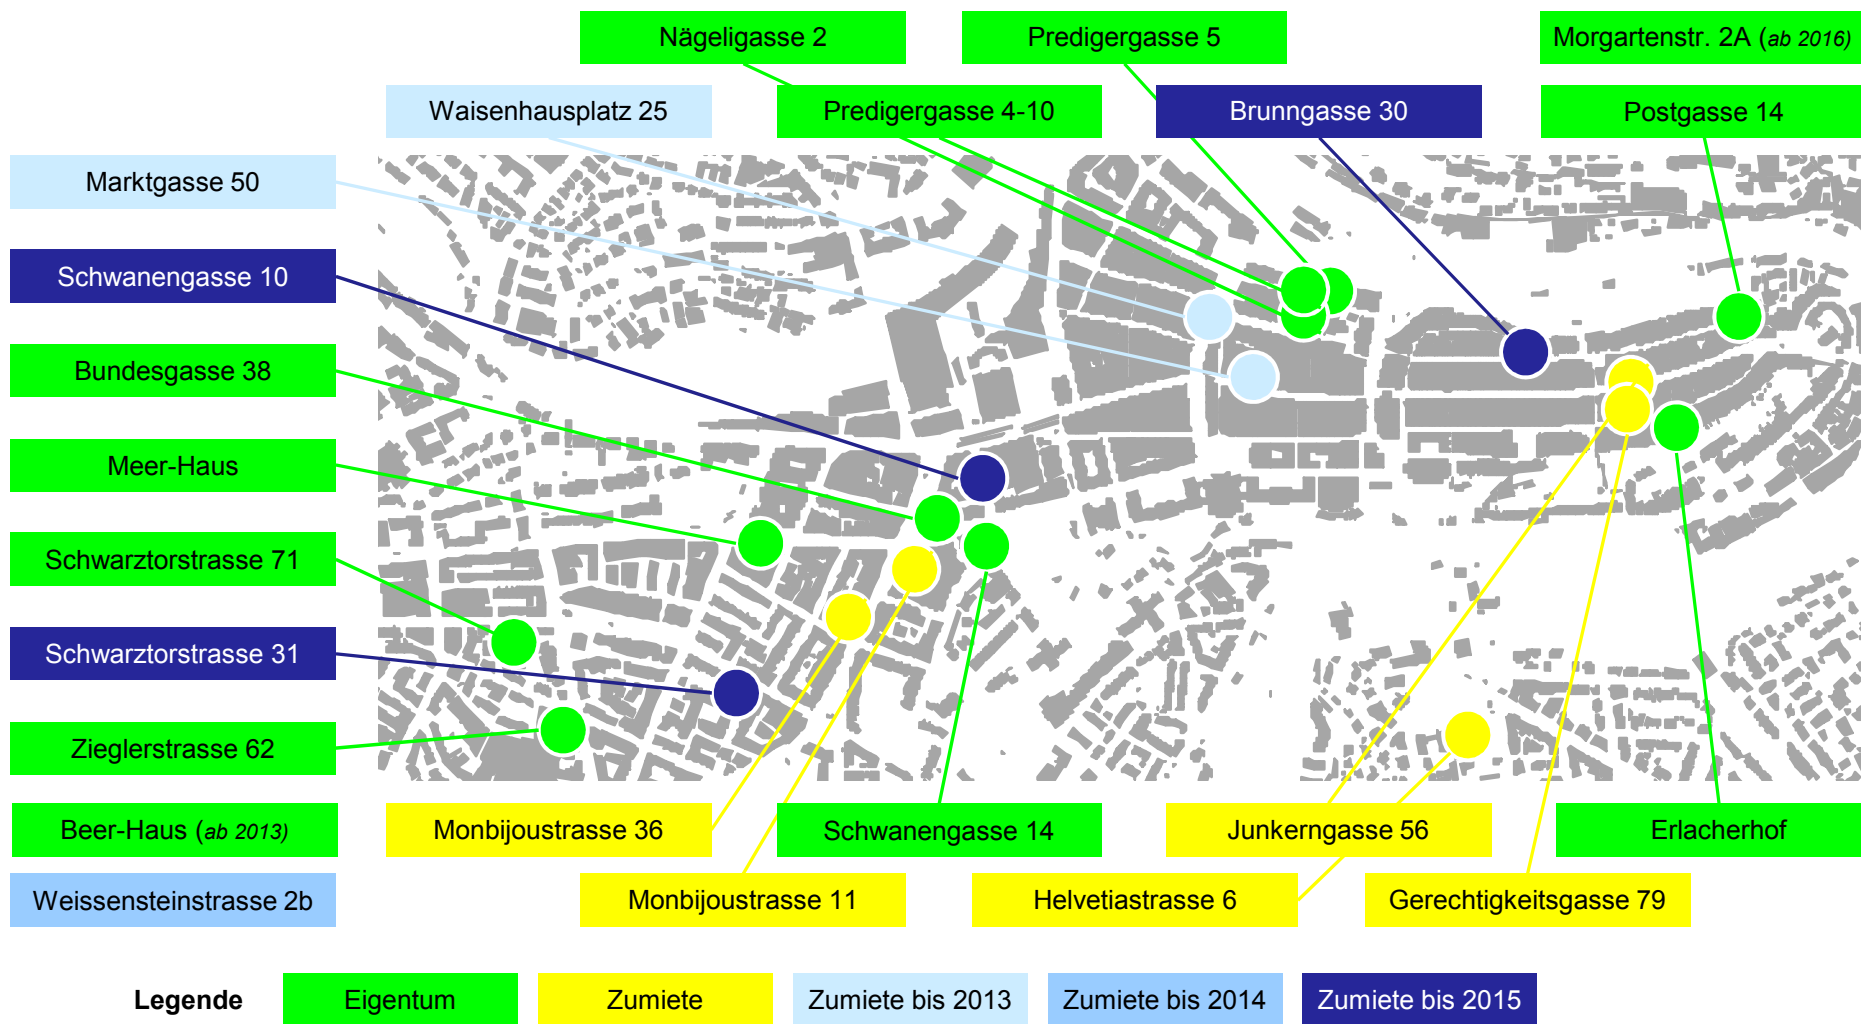 Nägeligasse 2
Predigergasse 5
Morgartenstr. 2A (ab 2016)
Waisenhausplatz 25
Predigergasse 4-10
Brunngasse 30
Postgasse 14
Marktgasse 50
Schwanengasse 10
Bundesgasse 38
Meer-Haus
Schwarztorstrasse 71
Schwarztorstrasse 31
Zieglerstrasse 62
Beer-Haus (ab 2013)
Monbijoustrasse 36
Schwanengasse 14
Junkerngasse 56
Erlacherhof
Weissensteinstrasse 2b
Monbijoustrasse 11
Helvetiastrasse 6
Gerechtigkeitsgasse 79
Legende
Eigentum
Zumiete
Zumiete bis 2013
Zumiete bis 2014
Zumiete bis 2015